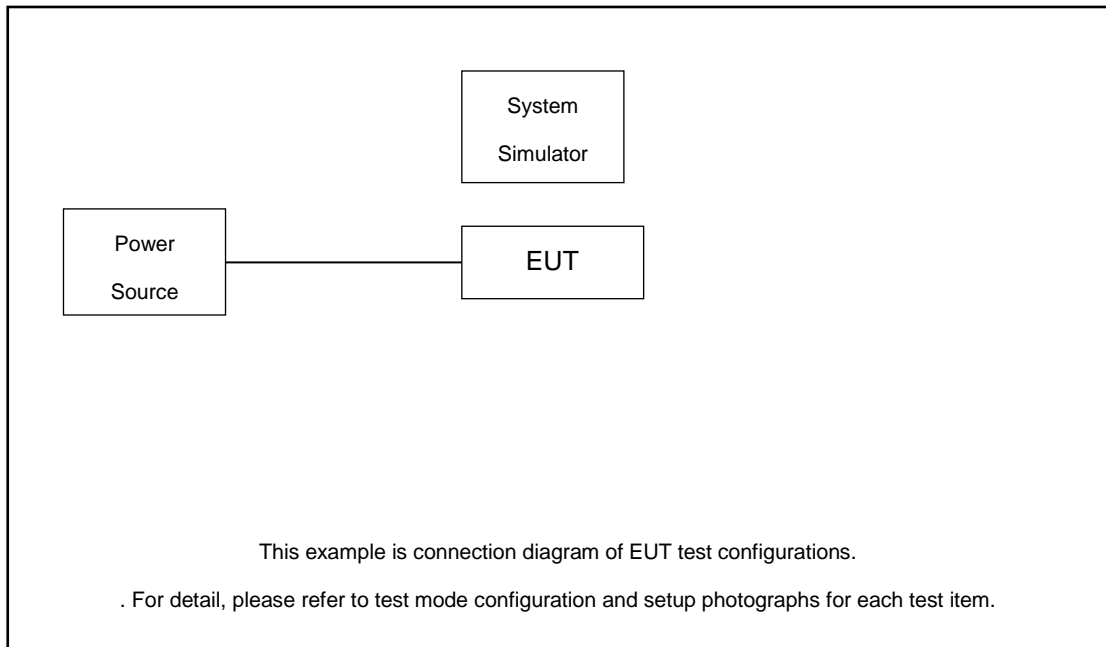 System
Simulator
Power
Source
EUT
This example is connection diagram of EUT test configurations.
. For detail, please refer to test mode configuration and setup photographs for each test item.